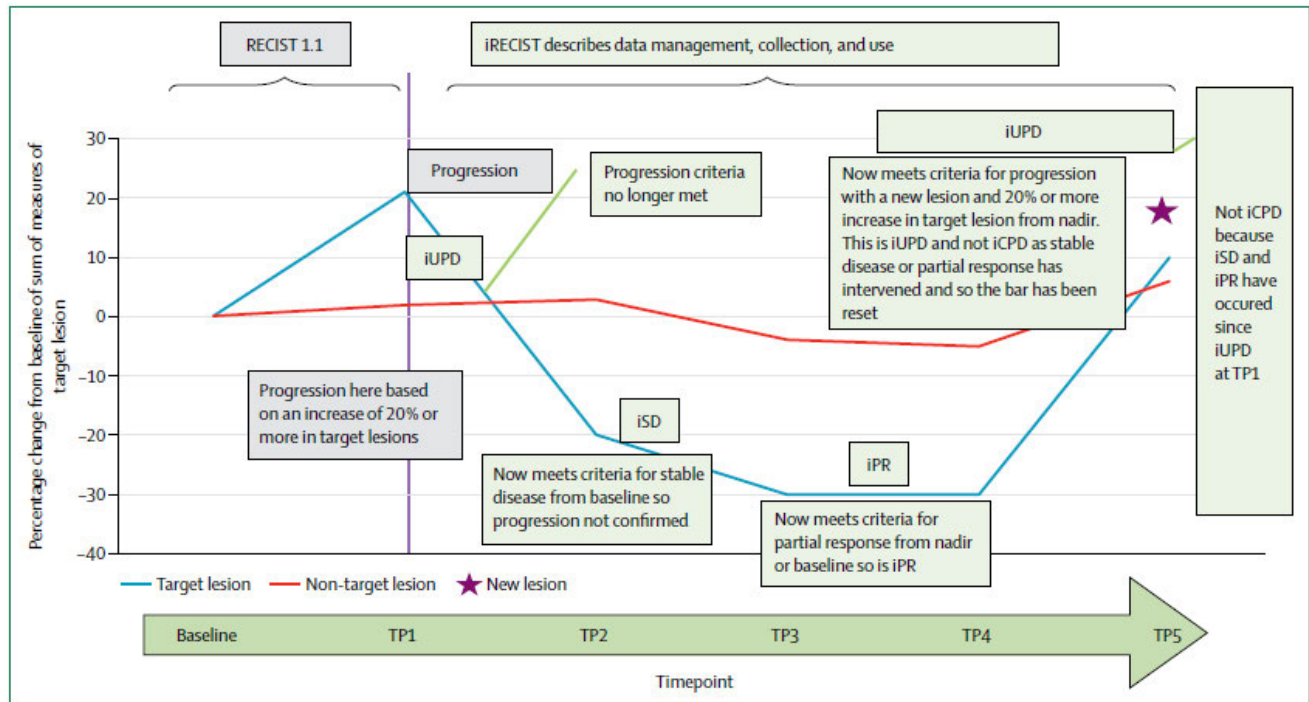 RECIST 1.1
iRECIST describes data management, collection, and use
Percentage change from baseline of sum of measures of
target lesion
30
20
10
0
–10
–20
–30
–40
Progression
iUPD
Progression criteria
no longer met
iUPD
Now meets criteria for progression
with a new lesion and 20% or more
increase in target lesion from nadir.
This is iUPD and not iCPD as stable
disease or partial response has
intervened and so the bar has been
reset
Not iCPD
because
iSD and
iPR have
occured
since
iUPD
at TP1
Progression here based
on an increase of 20% or
more in target lesions
iSD
Now meets criteria for stable
disease from baseline so
progression not confirmed
iPR
Now meets criteria for
partial response from nadir
or baseline so is iPR
Target lesion
Non-target lesion
New lesion
Baseline
TP1
TP2
TP3
TP4
TP5
Timepoint